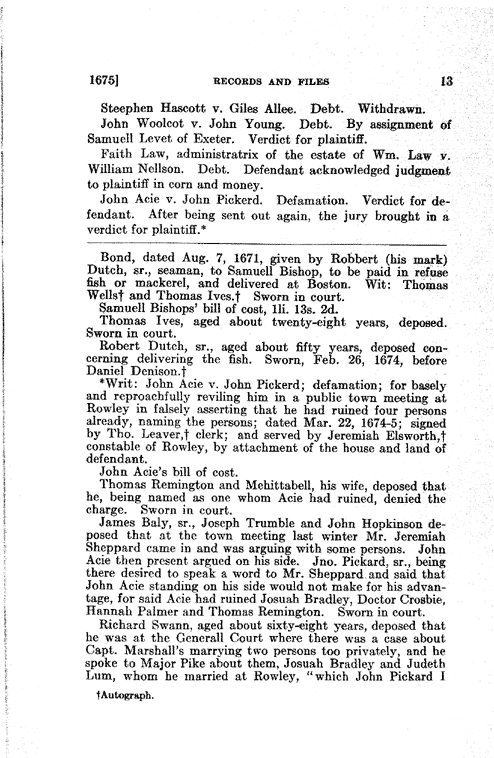 1675] RECORDS AND FILES 13
Steephen Hascott v. Giles Allee. Debt. Withdrawn.
John Woolcot v. John Young. Debt. By assignment of
Samuell Levet of Exeter. Verdict for plaintiff.
Faith Law, administratrix of the estate of Wm. Law v.
William Nellson. Debt. Defendant acknowledged judgment
to plaintiff in corn and money.
John Acie v. John Pickerd. Defamation. Verdict for de-
fendant. After being sent out again, the jury brought in a
verdict for plaintiff.*
Bond, dated Aug. 7, 1671, given by Robbert (his mark)
Dutch, sr., seaman, to Samuell Bishop, to be paid in refuse
fish or mackerel, and delivered at Boston. Wit: Thomas
Wells† and Thomas Ives.† Sworn in court.
Samuell Bishops' bill of cost, 1li. 13s. 2d.
Thomas Ives, aged about twenty-eight years, deposed.
Sworn in court.
Robert Dutch, sr., aged about fifty years, deposed con-
cerning delivering the fish. Sworn, Feb. 26, 1674, before
Daniel Denison.†
*Writ: John Acie v. John Pickerd; defamation; for basely
and reproachfully reviling him in a public town meeting at
Rowley in falsely asserting that he had ruined four persons
already, naming the persons; dated Mar. 22, 1674-5; signed
by Tho. Leaver,† clerk; and served by Jeremiah Elsworth,†
constable of Rowley, by attachment of the house and land of
defendant.
John Acie's bill of cost.
Thomas Remington and Mehittabell, his wife, deposed that
he, being named as one whom Acie had ruined, denied the
charge. Sworn in court.
James Baly, sr., Joseph Trumble and John Hopkinson de-
posed that at the town meeting last winter Mr. Jeremiah
Sheppard came in and was arguing with some persons. John
Acie then present argued on his side. Jno. Pickard, sr., being
there desired to speak a word to Mr. Sheppard and said that
John Acie standing on his side would not make for his advan-
tage, for said Acie had ruined Josuah Bradley, Doctor Crosbie,
Hannah Palmer and Thomas Remington. Sworn in court.
Richard Swann, aged about sixty-eight years, deposed that
he was at the Generall Court where there was a case about
Capt. Marshall's marrying two persons too privately, and he
spoke to Major Pike about them, Josuah Bradley and Judeth
Lum, whom he married at Rowley, "which John Pickard I
†Autograph.